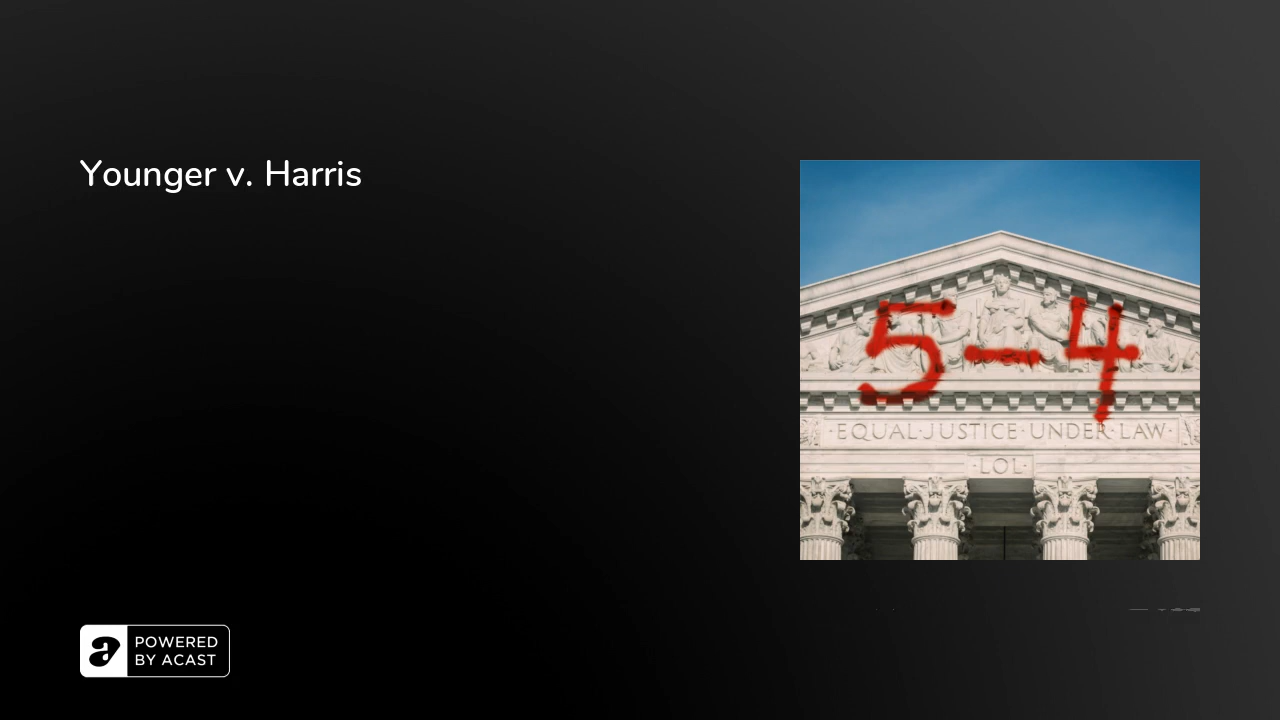 Younger v. Harris
5-4
·EQUAL·JUSTICE·UNDER·LAW·
·LOL·
a POWERED
BY ACAST